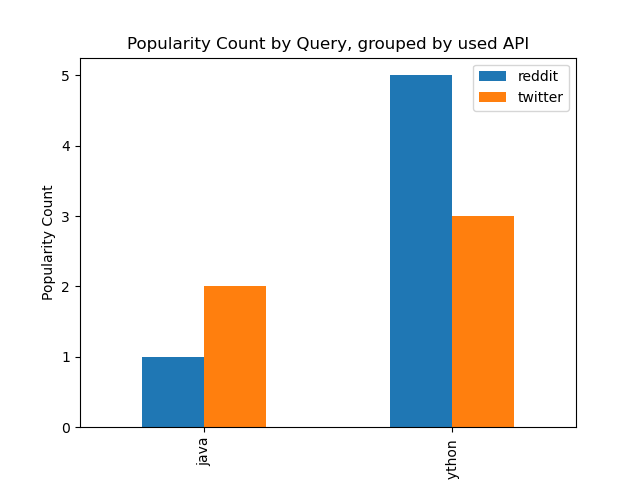 Popularity Count by Query, grouped by used API
reddit
twitter
5
4
3
2
1
0
Popularity Count
java
ython